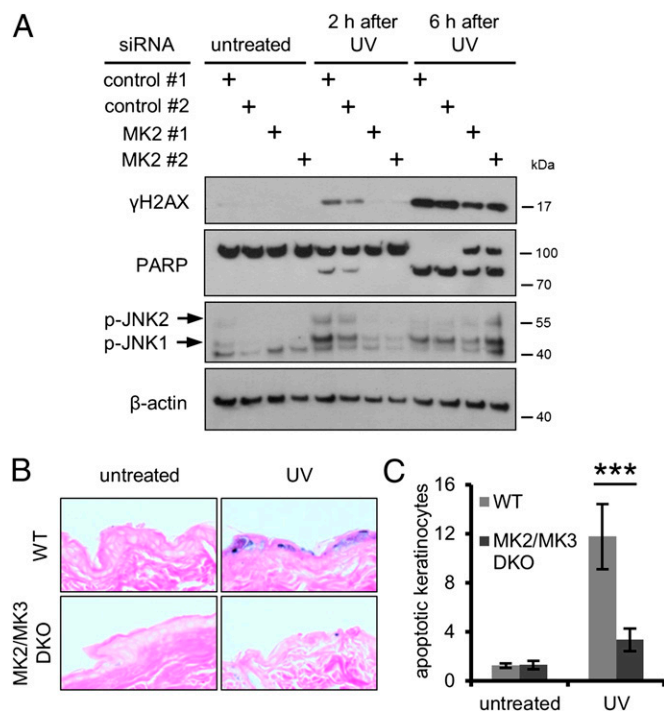 A
siRNA
untreated
2 h after
UV
6 h after
UV
control #1 + + +
control #2 + + +
MK2 #1 + + +
MK2 #2 + + +
kDa
γH2AX
17
PARP
100
70
p-JNK2
55
p-JNK1
40
β-actin
40
B
untreated
UV
WT
MK2/MK3
DKO
C
apoptotic keratinocytes
16
12
8
4
0
***
WT
MK2/MK3
DKO
untreated
UV